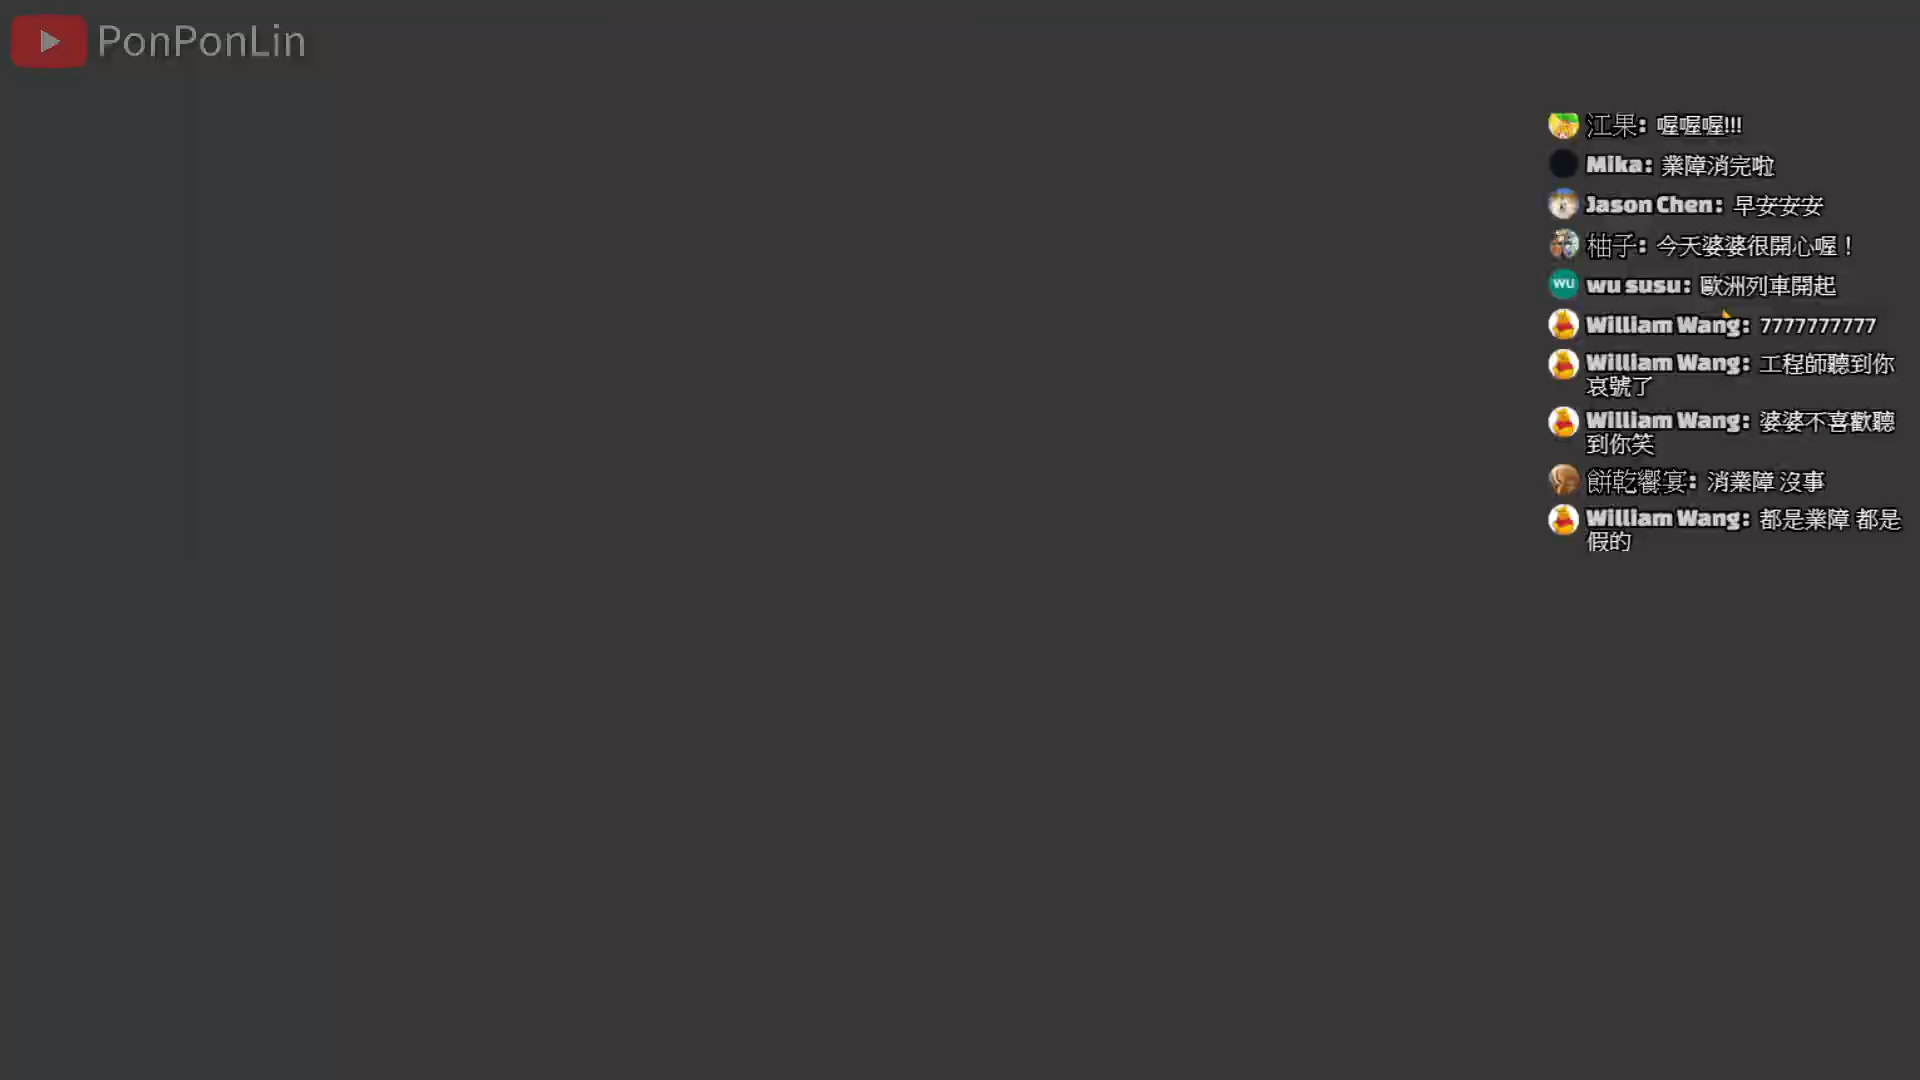 PonPonLin
江果: 喔喔喔!!!
Mika: 業障消完啦
Jason Chen: 早安安安
柚子: 今天婆婆很開心喔！
WU wu susu: 歐洲列車開起
William Wang: 7777777777
William Wang: 工程師聽到你
哀號了
William Wang: 婆婆不喜歡聽
到你笑
餅乾饗宴: 消業障 沒事
William Wang: 都是業障 都是
假的